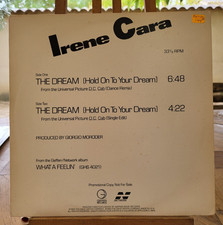 Irene Cara
33⅓ RPM
Side One
THE DREAM (Hold On To Your Dream) 6:48
From the Universal Picture D.C. Cab (Dance Remix)
Side Two
THE DREAM (Hold On To Your Dream) 4:22
From the Universal Picture D.C. Cab (Single Edit)
PRODUCED BY GIORGIO MORODER
From the Geffen/Network album
WHAT A FEELIN' (GHS 4021)
Promotional Copy Not For Sale